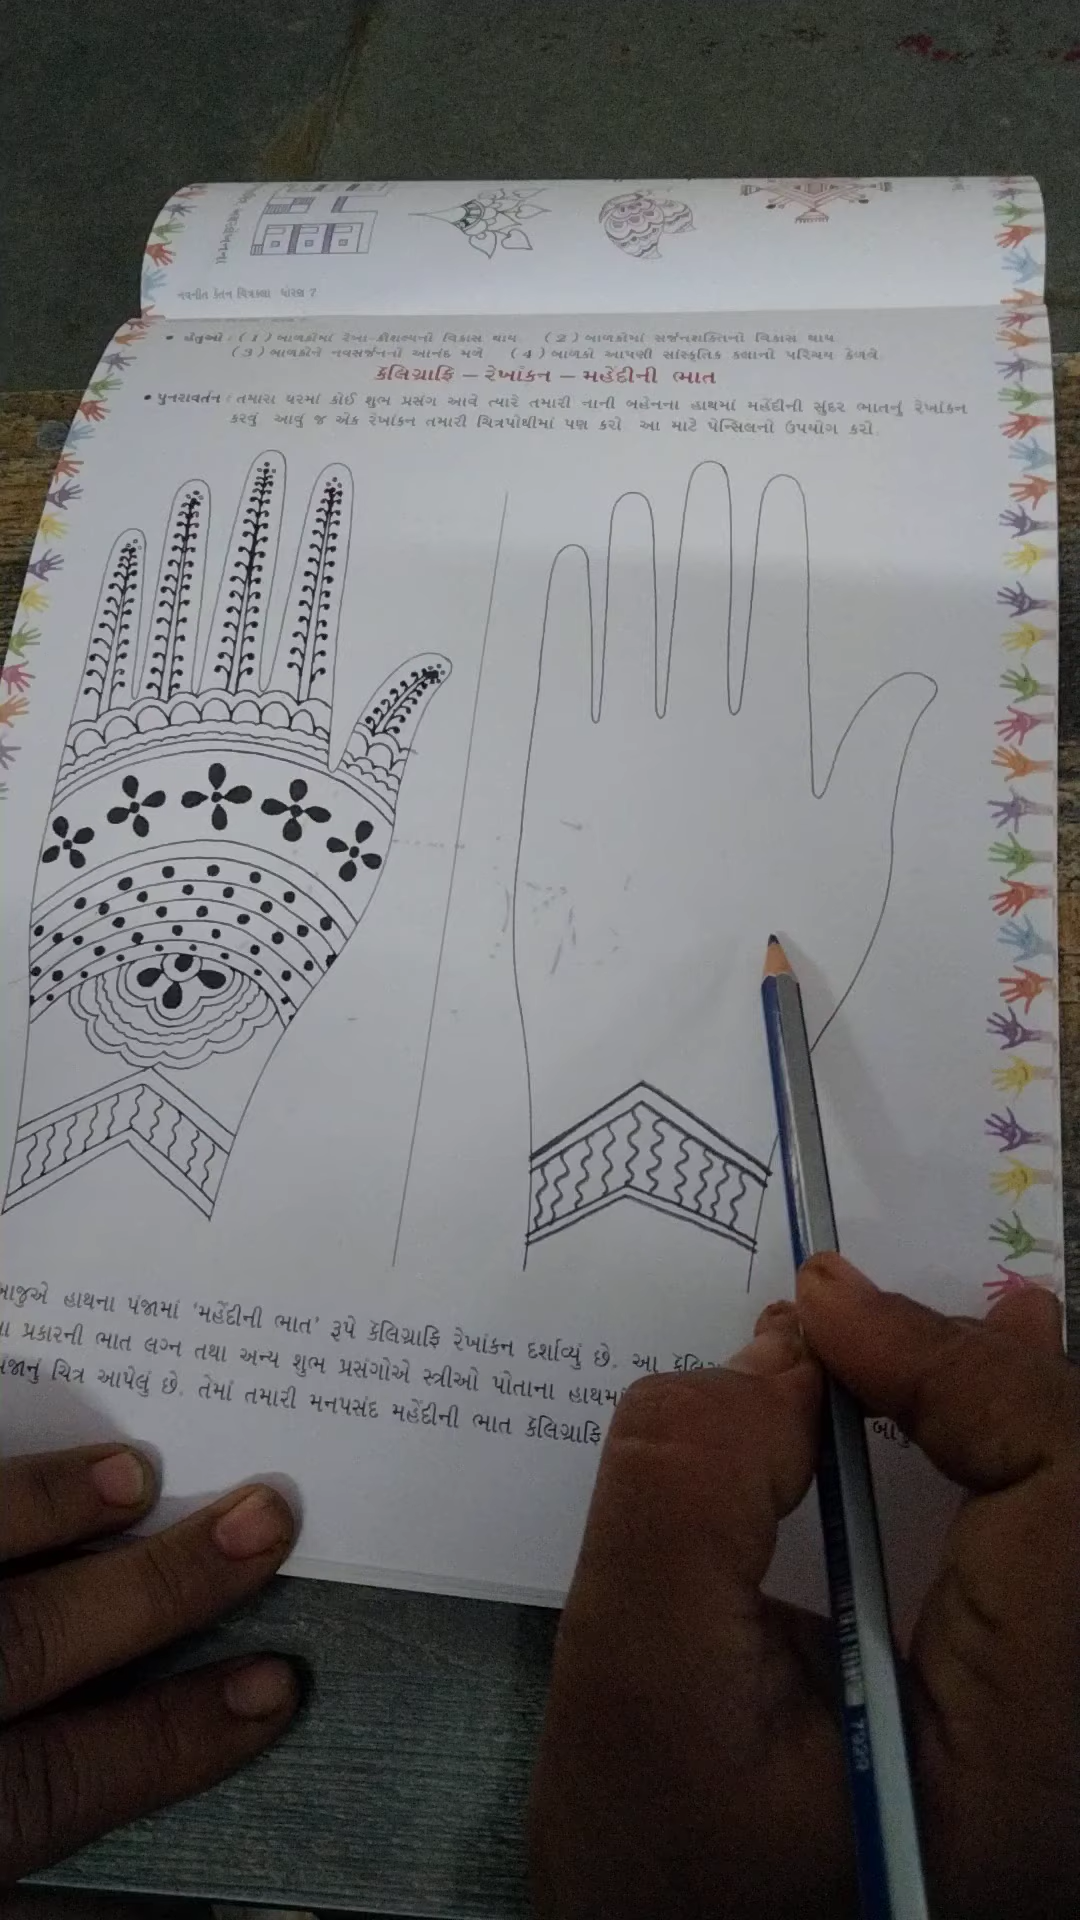 નવનીત કેતન ચિત્રકલા ધોરણ 7
• હેતુઓ : (1) બાળકોમાં રેખા-કૌશલ્યનો વિકાસ થાય. (2) બાળકોમાં સર્જનશક્તિનો વિકાસ થાય.
(3) બાળકોને નવસર્જનનો આનંદ મળે. (4) બાળકો આપણી સાંસ્કૃતિક કલાનો પરિચય કેળવે.
કૅલિગ્રાફિ – રેખાંકન – મહેંદીની ભાત
• પુનરાવર્તન : તમારા ઘરમાં કોઈ શુભ પ્રસંગ આવે ત્યારે તમારી નાની બહેનના હાથમાં મહેંદીની સુંદર ભાતનું રેખાંકન
કરવું. આવું જ એક રેખાંકન તમારી ચિત્રપોથીમાં પણ કરો. આ માટે પેન્સિલનો ઉપયોગ કરો.
બાજુએ હાથના પંજામાં 'મહેંદીની ભાત' રૂપે કૅલિગ્રાફિ રેખાંકન દર્શાવ્યું છે. આ
પ્રકારની ભાત લગ્ન તથા અન્ય શુભ પ્રસંગોએ સ્ત્રીઓ પોતાના
ચિત્ર આપેલું છે. તેમાં તમારી મનપસંદ મહેંદીની ભાત કૅલિગ્રાફિ
7929